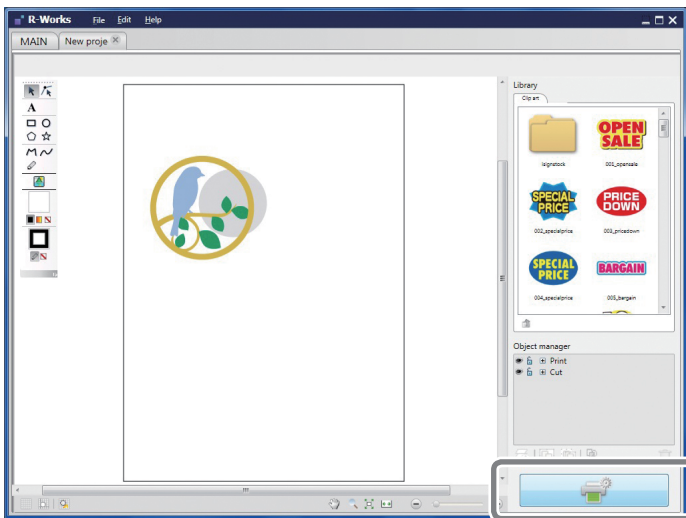 R-Works File Edit Help
MAIN New proje
A
Library
Clip art
OPEN
SALE
isignstock 001_opensale
SPECIAL
PRICE
PRICE
DOWN
002_specialprice 003_pricedown
SPECIAL
PRICE
BARGAIN
004_specialprice 005_bargain
Object manager
Print
Cut